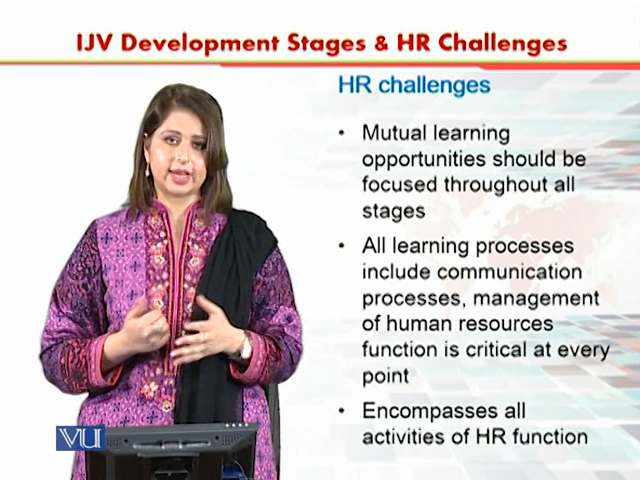 IJV Development Stages & HR Challenges
HR challenges
• Mutual learning
opportunities should be
focused throughout all
stages
• All learning processes
include communication
processes, management
of human resources
function is critical at every
point
• Encompasses all
activities of HR function
VU